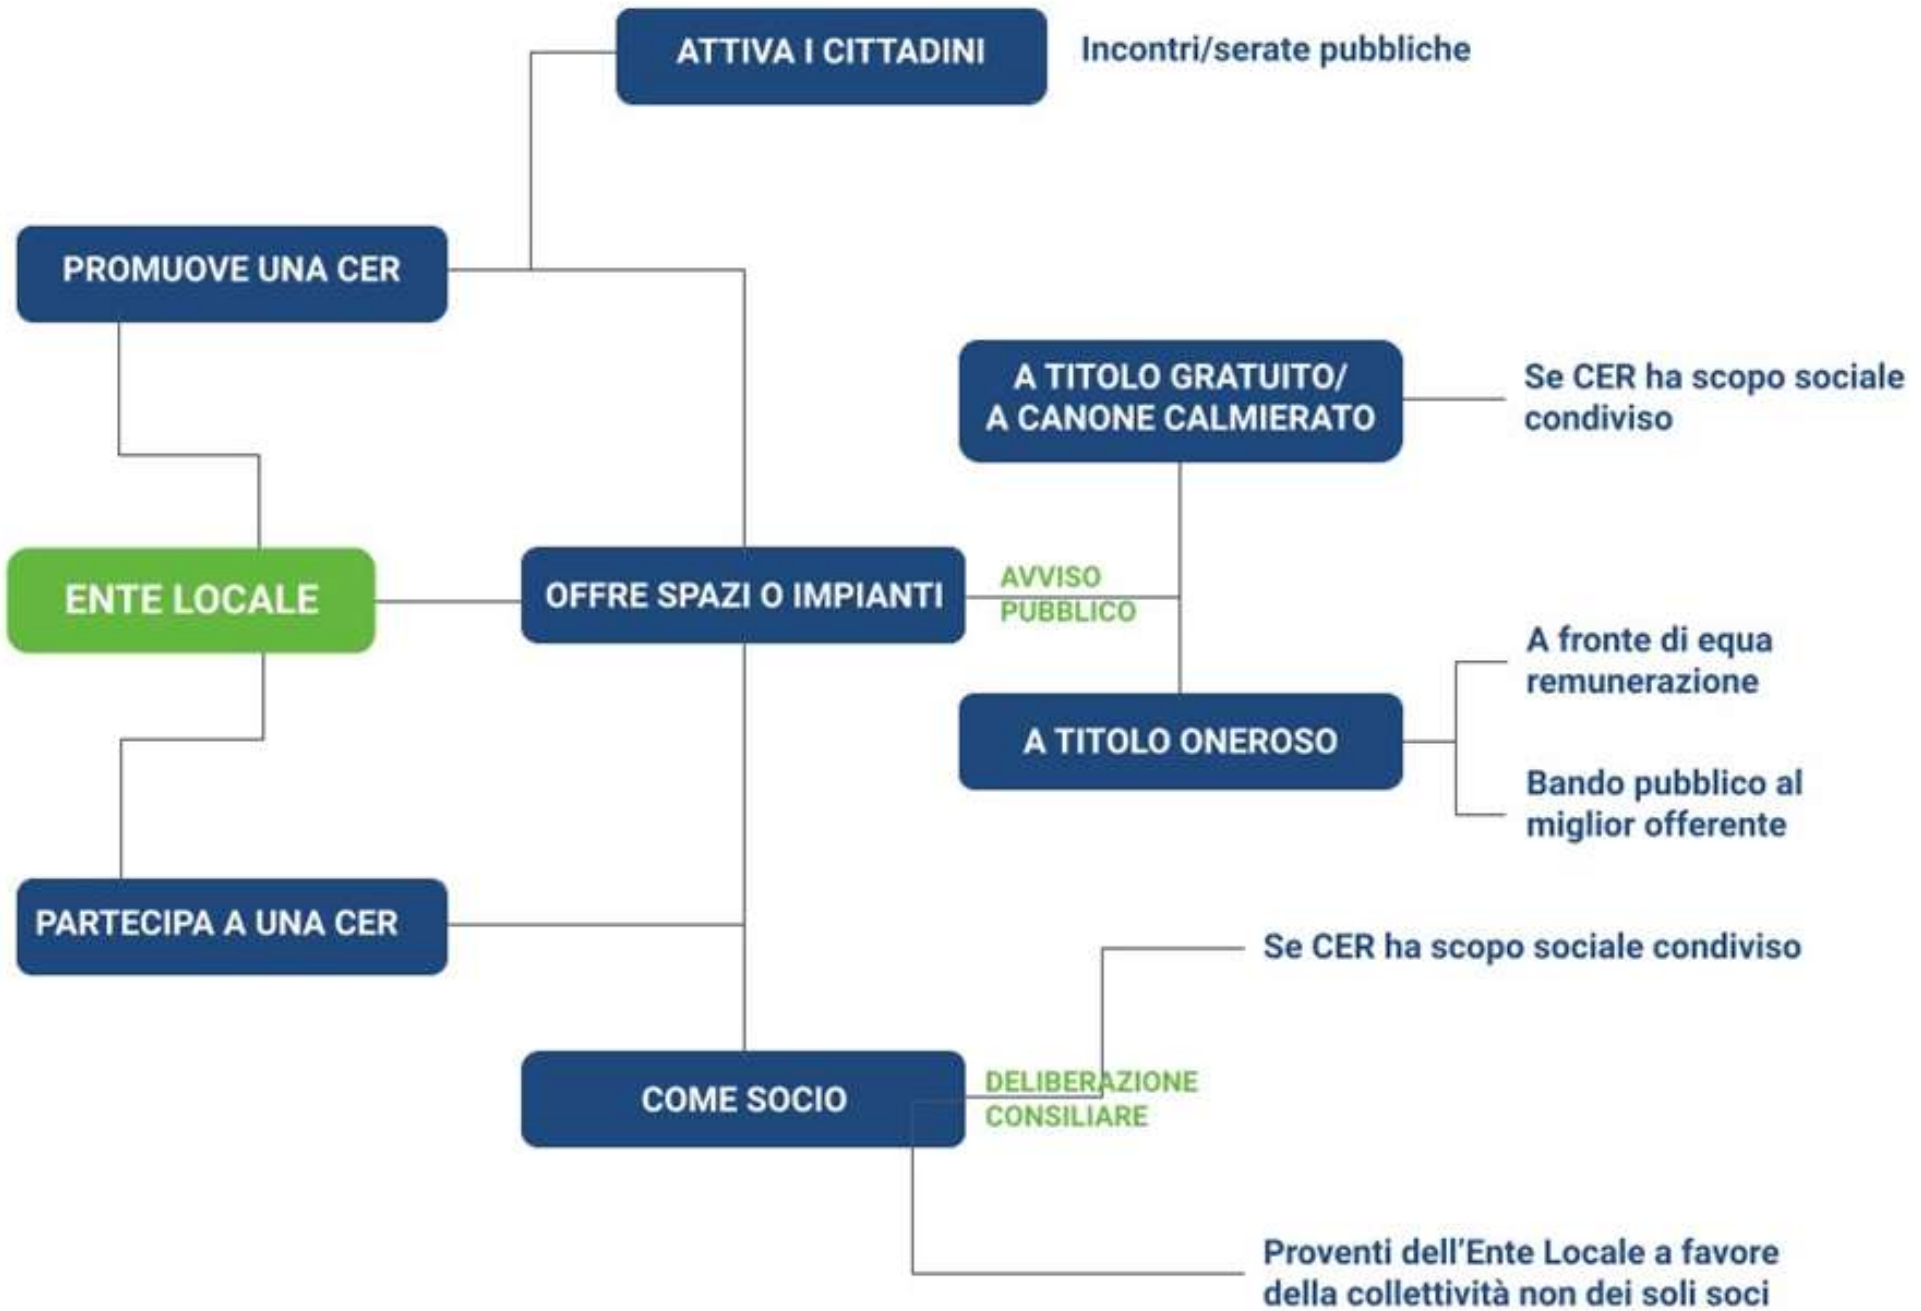 ATTIVA I CITTADINI
Incontri/serate pubbliche
PROMUOVE UNA CER
A TITOLO GRATUITO/
A CANONE CALMIERATO
Se CER ha scopo sociale
condiviso
ENTE LOCALE
OFFRE SPAZI O IMPIANTI
AVVISO
PUBBLICO
A fronte di equa
remunerazione
A TITOLO ONEROSO
Bando pubblico al
miglior offerente
PARTECIPA A UNA CER
Se CER ha scopo sociale condiviso
COME SOCIO
DELIBERAZIONE
CONSILIARE
Proventi dell'Ente Locale a favore
della collettività non dei soli soci